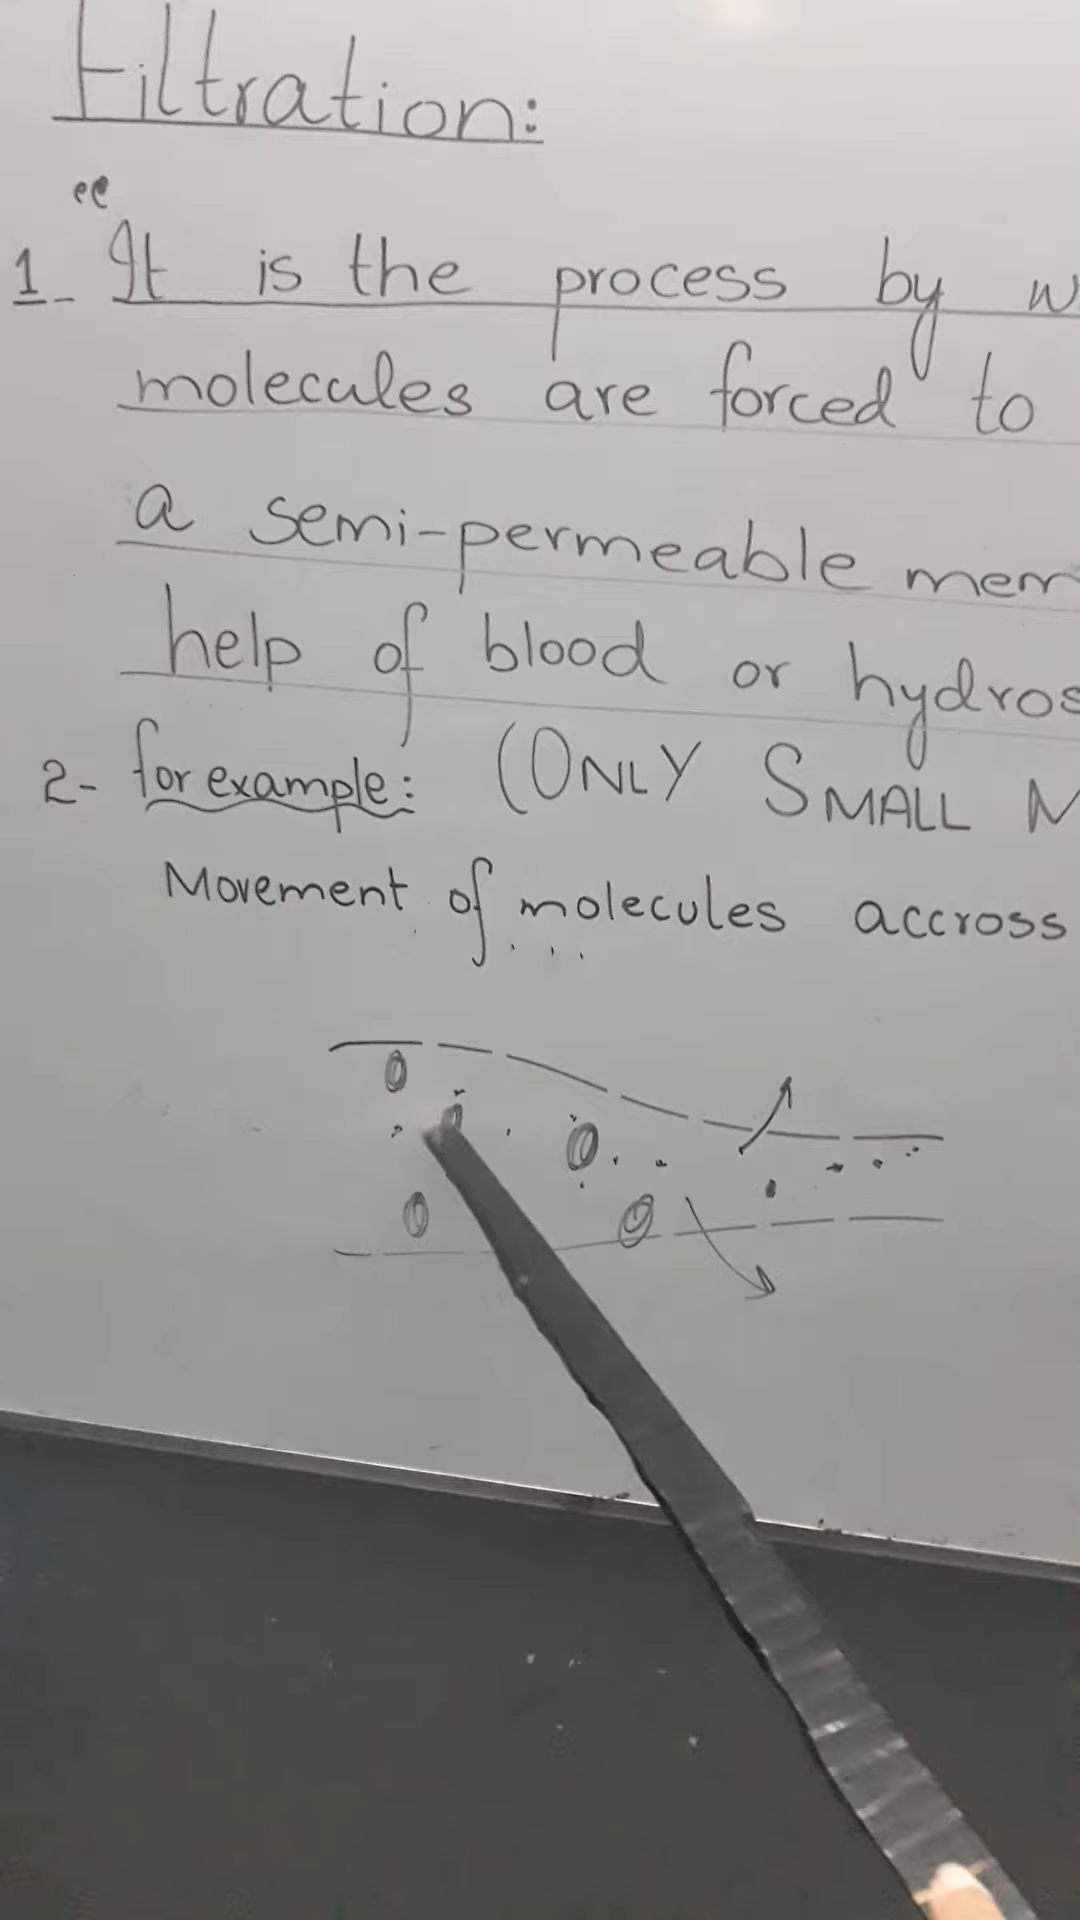 Filtration:
1- "It is the process by
molecules are forced to
a semi-permeable
help of blood or
2- for example: (ONLY SMALL
Movement of molecules accross